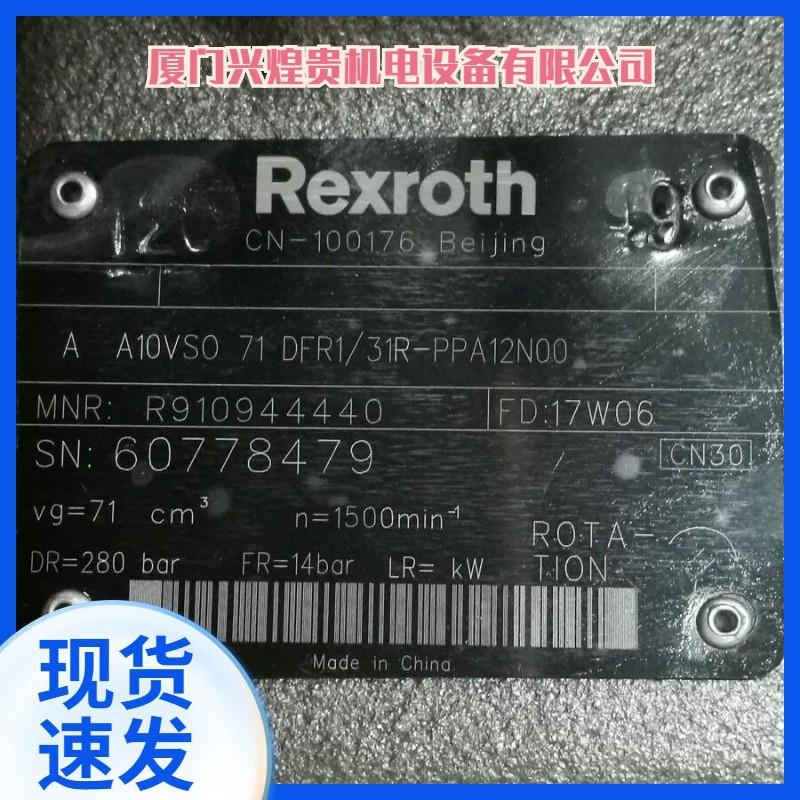 厦门兴煌贵机电设备有限公司
Rexroth
CN-100176 Beijing
A A10VSO 71 DFR1/31R-PPA12N00
MNR: R910944440 FD:17W06
SN: 60778479 CN30
vg=71 cm³ n=1500min⁻¹
ROTA-
DR=280 bar FR=14bar LR= kW TION
Made in China
现货
速发